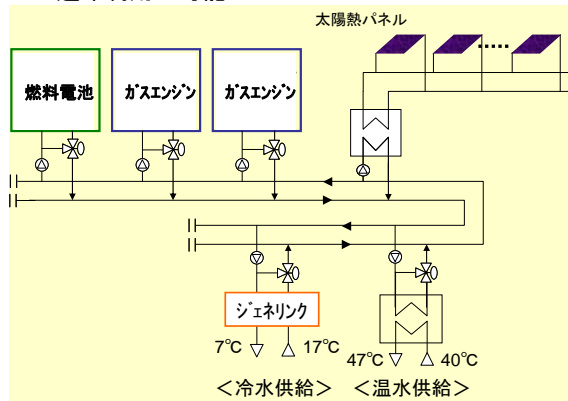 太陽熱パネル
燃料電池
ガスエンジン
ガスエンジン
ジェネリンク
7℃
17℃
47℃
40℃
＜冷水供給＞
＜温水供給＞